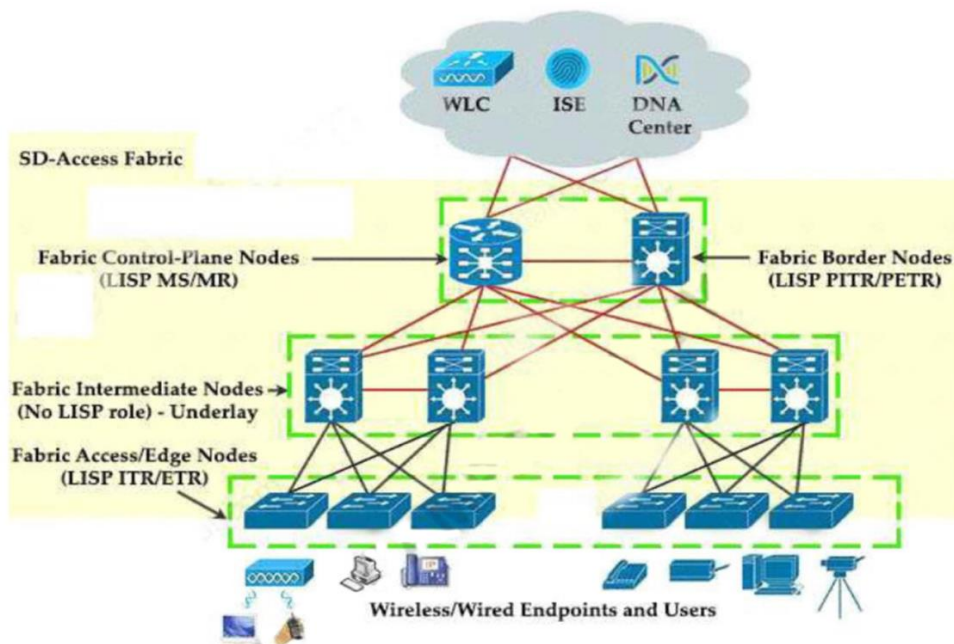 WLC
ISE
DNA
Center
SD-Access Fabric
Fabric Control-Plane Nodes
(LISP MS/MR)
Fabric Border Nodes
(LISP PITR/PETR)
Fabric Intermediate Nodes
(No LISP role) - Underlay
Fabric Access/Edge Nodes
(LISP ITR/ETR)
IP
Wireless/Wired Endpoints and Users